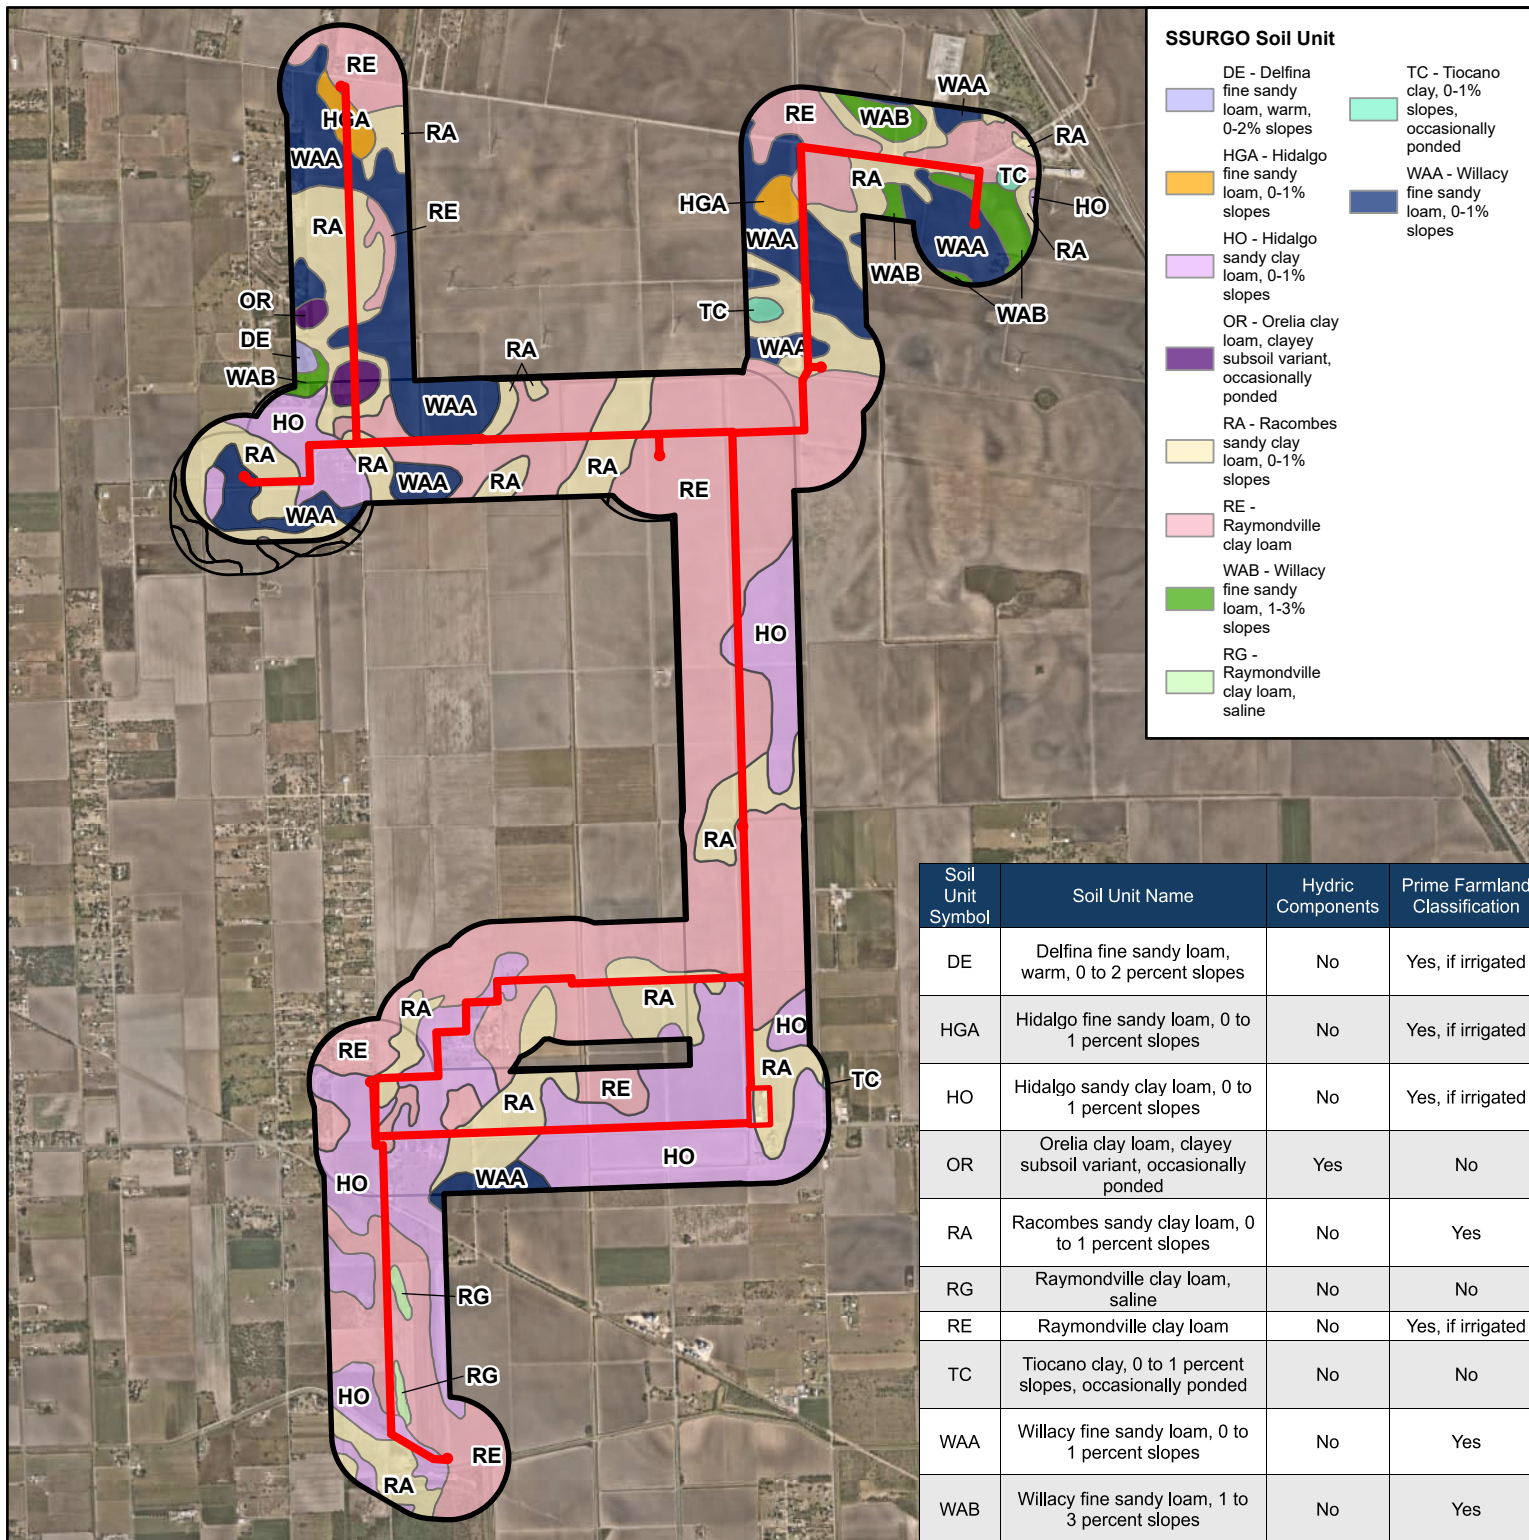 SSURGO Soil Unit
DE - Delfina
fine sandy
loam, warm,
0-2% slopes
HGA - Hidalgo
fine sandy
loam, 0-1%
slopes
HO - Hidalgo
sandy clay
loam, 0-1%
slopes
OR - Orelia clay
loam, clayey
subsoil variant,
occasionally
ponded
RA - Racombes
sandy clay
loam, 0-1%
slopes
RE -
Raymondville
clay loam
WAB - Willacy
fine sandy
loam, 1-3%
slopes
RG -
Raymondville
clay loam,
saline
TC - Tiocano
clay, 0-1%
slopes,
occasionally
ponded
WAA - Willacy
fine sandy
loam, 0-1%
slopes
RE
HGA
RA
WAA
RA
RE
OR
DE
WAB
HO
RA
RA
WAA
WAA
WAA
RA
RA
RA
RE
RE
WAB
WAA
RA
RA
TC
HO
RA
HGA
WAA
WAA
WAB
WAB
TC
WAA
HO
RA
RA
RE
RA
HO
RA
TC
RE
RA
HO
HO
WAA
RG
RG
HO
RE
RA
Soil Unit Symbol Soil Unit Name Hydric Components Prime Farmland Classification
DE Delfina fine sandy loam, warm, 0 to 2 percent slopes No Yes, if irrigated
HGA Hidalgo fine sandy loam, 0 to 1 percent slopes No Yes, if irrigated
HO Hidalgo sandy clay loam, 0 to 1 percent slopes No Yes, if irrigated
OR Orelia clay loam, clayey subsoil variant, occasionally ponded Yes No
RA Racombes sandy clay loam, 0 to 1 percent slopes No Yes
RG Raymondville clay loam, saline No No
RE Raymondville clay loam No Yes, if irrigated
TC Tiocano clay, 0 to 1 percent slopes, occasionally ponded No No
WAA Willacy fine sandy loam, 0 to 1 percent slopes No Yes
WAB Willacy fine sandy loam, 1 to 3 percent slopes No Yes